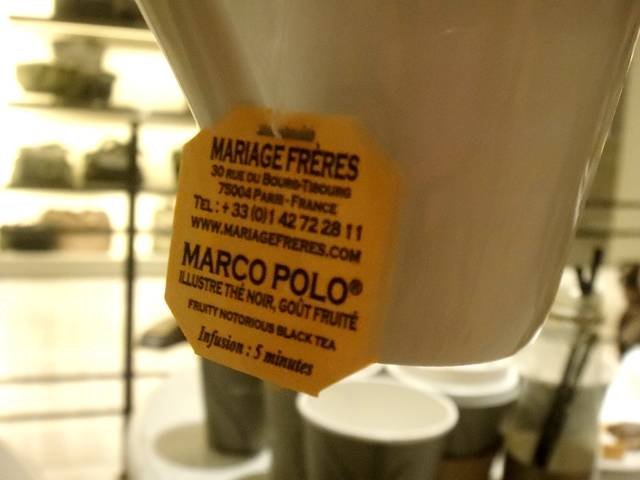 MARIAGE FRÈRES
30 RUE DU BOURG-TIBOURG
75004 PARIS - FRANCE
TEL : + 33 (0)1 42 72 28 11
WWW.MARIAGEFRERES.COM
MARCO POLO®
ILLUSTRE THÉ NOIR, GOÛT FRUITÉ
FRUITY NOTORIOUS BLACK TEA
Infusion : 5 minutes